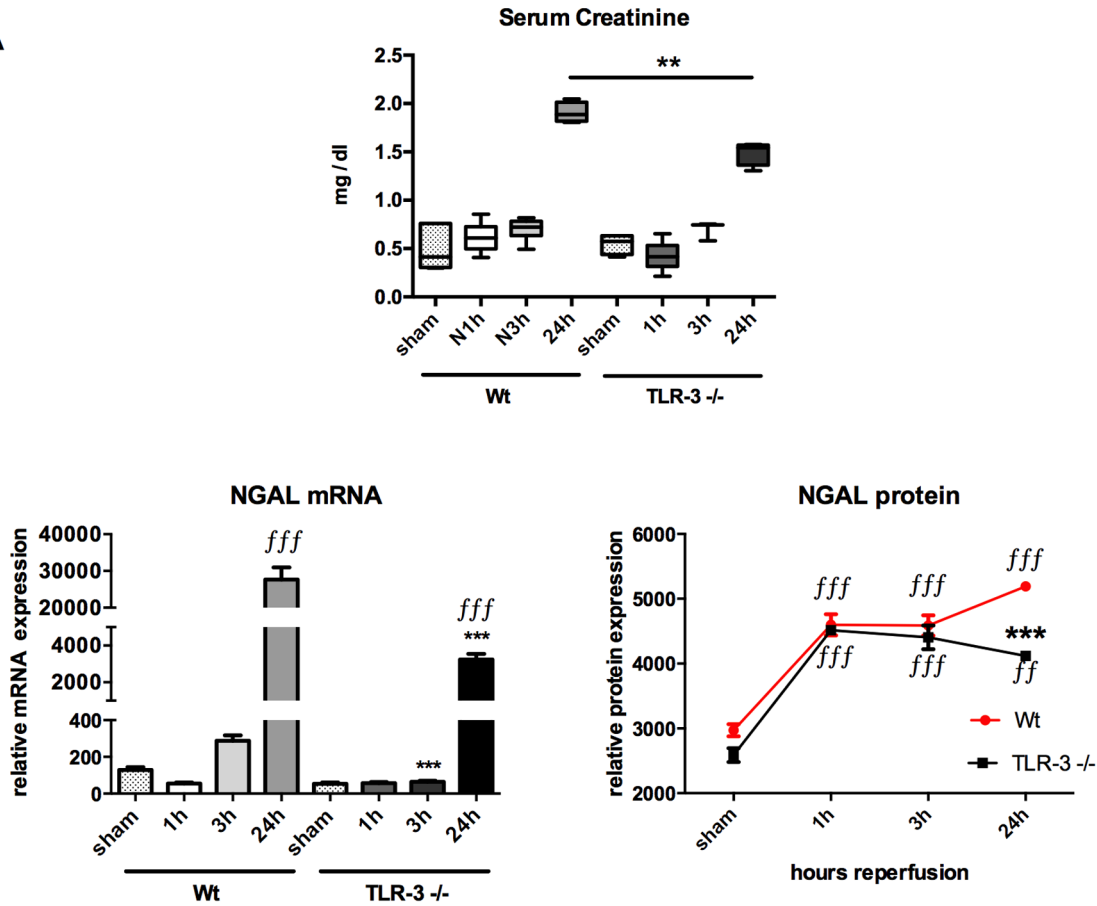 A
Serum Creatinine
mg / dl
2.5
2.0
1.5
1.0
0.5
0.0
**
sham N1h N3h 24h sham 1h 3h 24h
Wt TLR-3 -/-
NGAL mRNA
relative mRNA expression
40000
30000
20000
4000
2000
400
200
0
fff
fff
***
***
sham 1h 3h 24h sham 1h 3h 24h
Wt TLR-3 -/-
NGAL protein
relative protein expression
6000
5000
4000
3000
2000
ƒƒƒ ƒƒƒ ƒƒƒ
***
ƒƒƒ ƒƒƒ ƒƒ
Wt
TLR-3 -/-
sham 1h 3h 24h
hours reperfusion